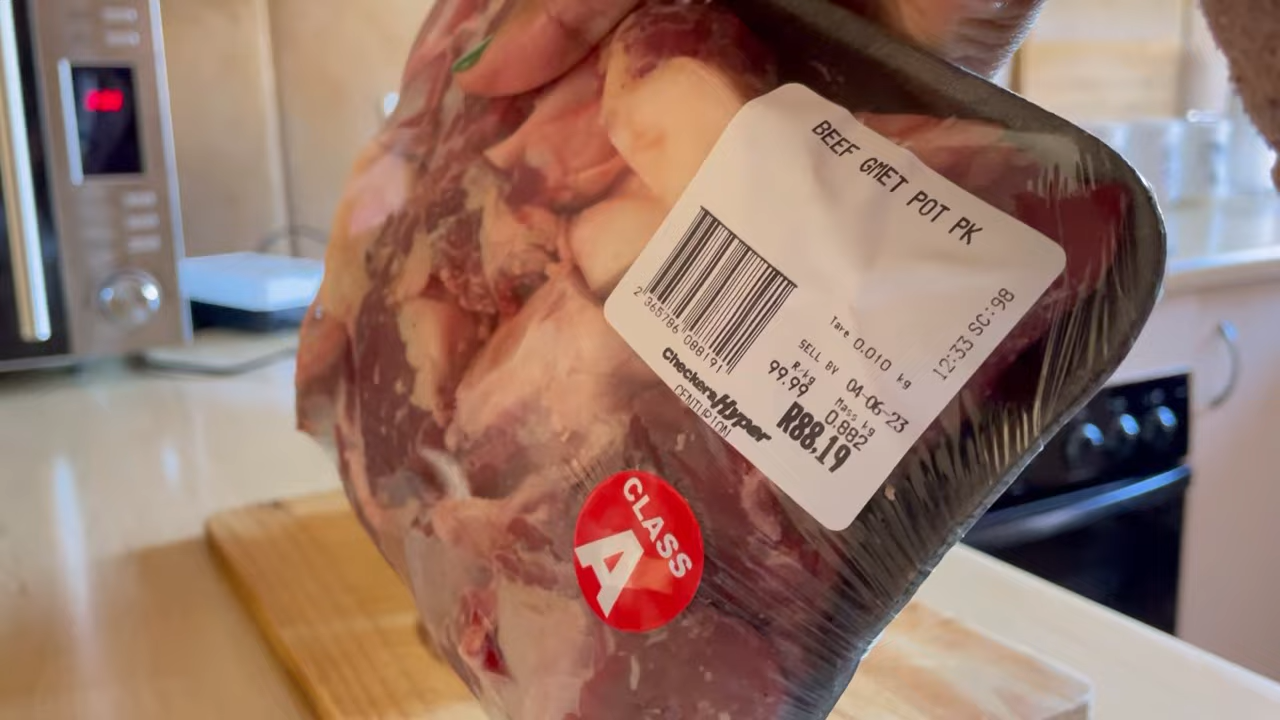 BEEF GMET POT PK
2 365786 088191
Tare 0.010 kg
SELL BY 04-06-23
R/kg Mass kg
99.99 0.882
R88.19
12:33 SC:98
checkers Hyper
CENTURION
CLASS
A